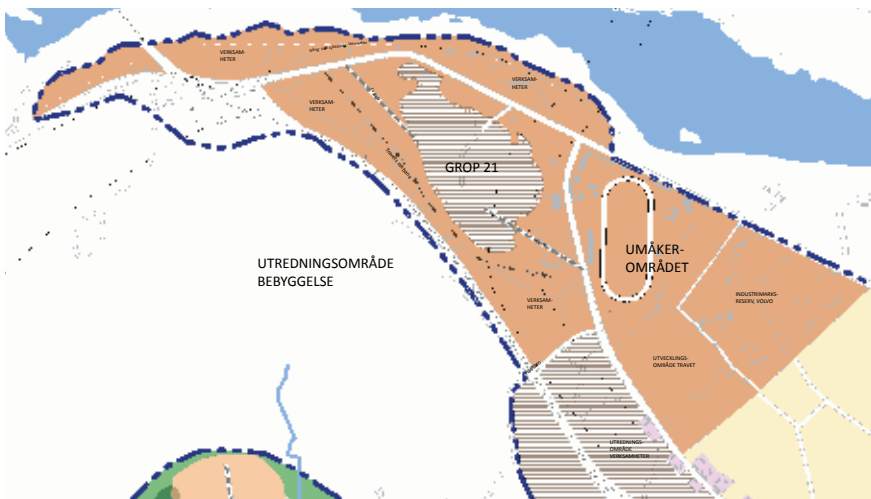 VERKSAM-
HETER
VERKSAM-
HETER
VERKSAM-
HETER
GROP 21
UTREDNINGSOMRÅDE
BEBYGGELSE
UMÅKER-
OMRÅDET
INDUSTRIMARKS-
RESERV, VOLVO
VERKSAM-
HETER
UTVECKLINGS-
OMRÅDE TRAVET
UTREDNINGS-
OMRÅDE
VERKSAMHETER